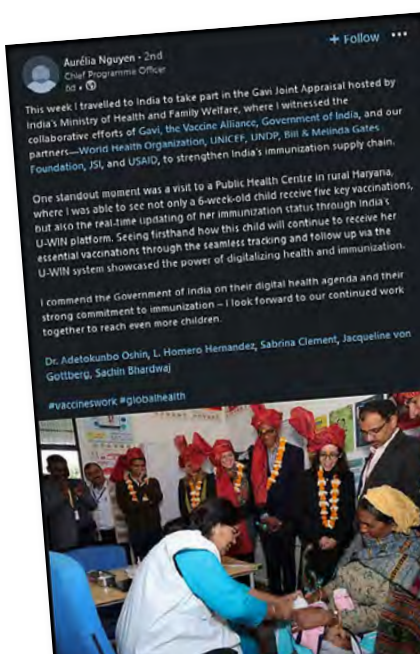 Aurélia Nguyen • 2nd
Chief Programme Officer
6d •
+ Follow •••
This week I travelled to India to take part in the Gavi Joint Appraisal hosted by
India's Ministry of Health and Family Welfare, where I witnessed the
collaborative efforts of Gavi, the Vaccine Alliance, Government of India, and our
partners—World Health Organization, UNICEF, UNDP, Bill & Melinda Gates
Foundation, JSI, and USAID, to strengthen India's immunization supply chain.
One standout moment was a visit to a Public Health Centre in rural Haryana,
where I was able to see not only a 6-week-old child receive five key vaccinations,
but also the real-time updating of her immunization status through India's
U-WIN platform. Seeing firsthand how this child will continue to receive her
essential vaccinations through the seamless tracking and follow up via the
U-WIN system showcased the power of digitalizing health and immunization.
I commend the Government of India on their digital health agenda and their
strong commitment to immunization – I look forward to our continued work
together to reach even more children.
Dr. Adetokunbo Oshin, L. Homero Hernandez, Sabrina Clement, Jacqueline von
Gottberg, Sachin Bhardwaj
#vaccineswork #globalhealth